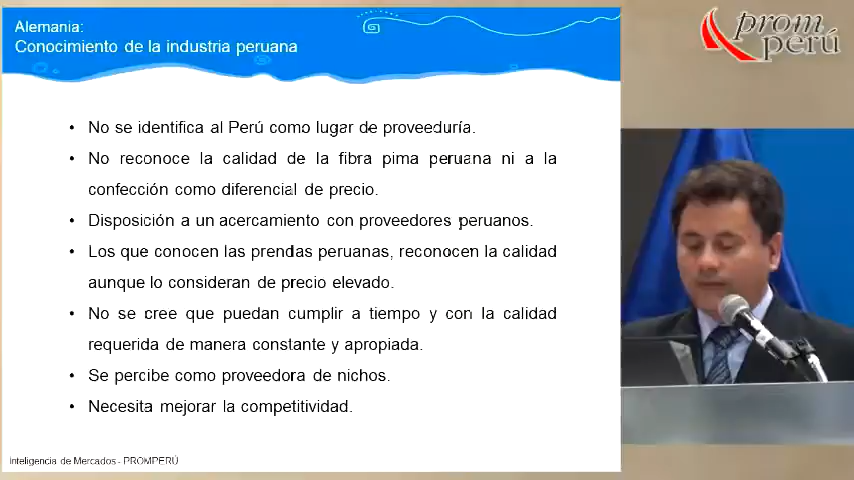 Alemania:
Conocimiento de la industria peruana
prom
perú
• No se identifica al Perú como lugar de proveeduría.
• No reconoce la calidad de la fibra pima peruana ni a la
confección como diferencial de precio.
• Disposición a un acercamiento con proveedores peruanos.
• Los que conocen las prendas peruanas, reconocen la calidad
aunque lo consideran de precio elevado.
• No se cree que puedan cumplir a tiempo y con la calidad
requerida de manera constante y apropiada.
• Se percibe como proveedora de nichos.
• Necesita mejorar la competitividad.
Inteligencia de Mercados - PROMPERÚ